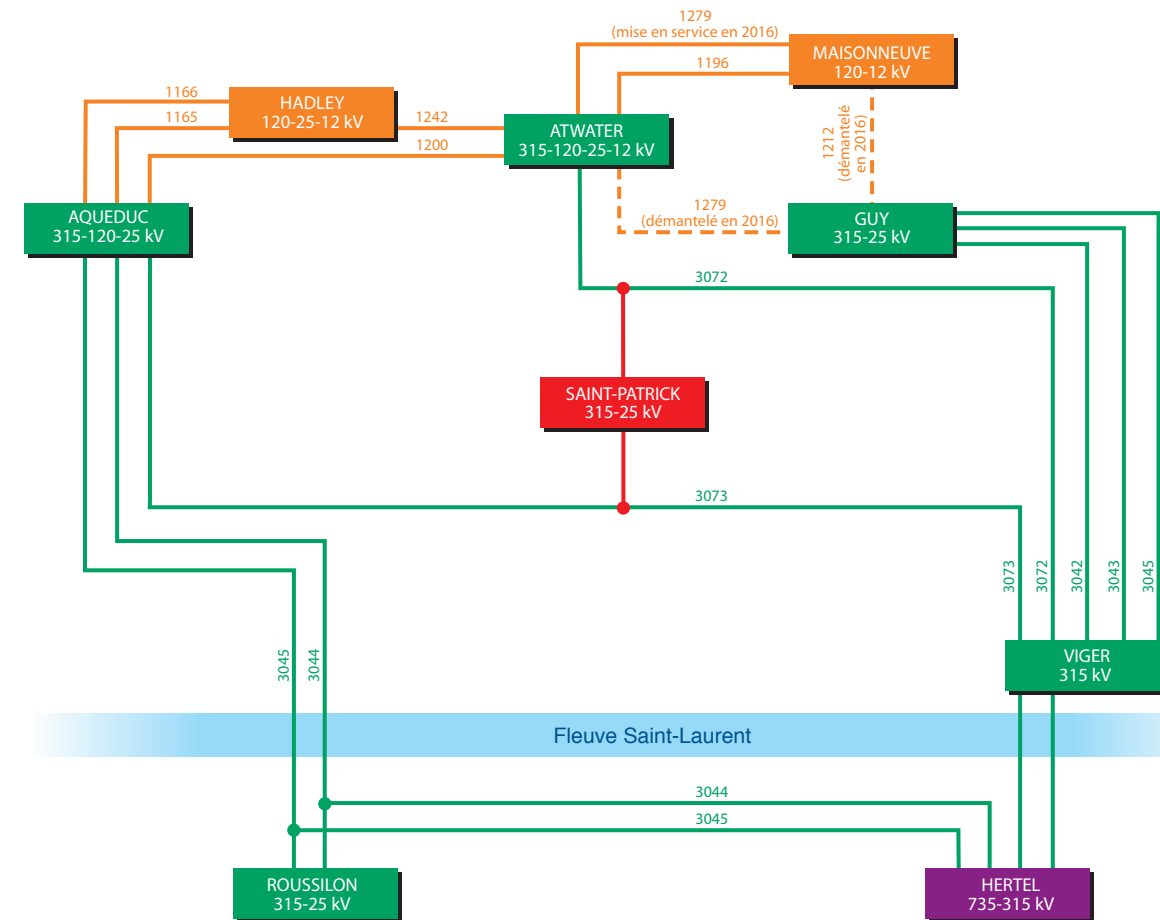 1279
(mise en service en 2016)
MAISONNEUVE
120-12 kV
1196
1166
HADLEY
120-25-12 kV
1165
1242
1200
ATWATER
315-120-25-12 kV
1212
(démantelé
en 2016)
1279
(démantelé en 2016)
AQUEDUC
315-120-25 kV
GUY
315-25 kV
3072
SAINT-PATRICK
315-25 kV
3073
3073
3072
3042
3043
3045
3045
3044
VIGER
315 kV
Fleuve Saint-Laurent
3044
3045
ROUSSILON
315-25 kV
HERTEL
735-315 kV